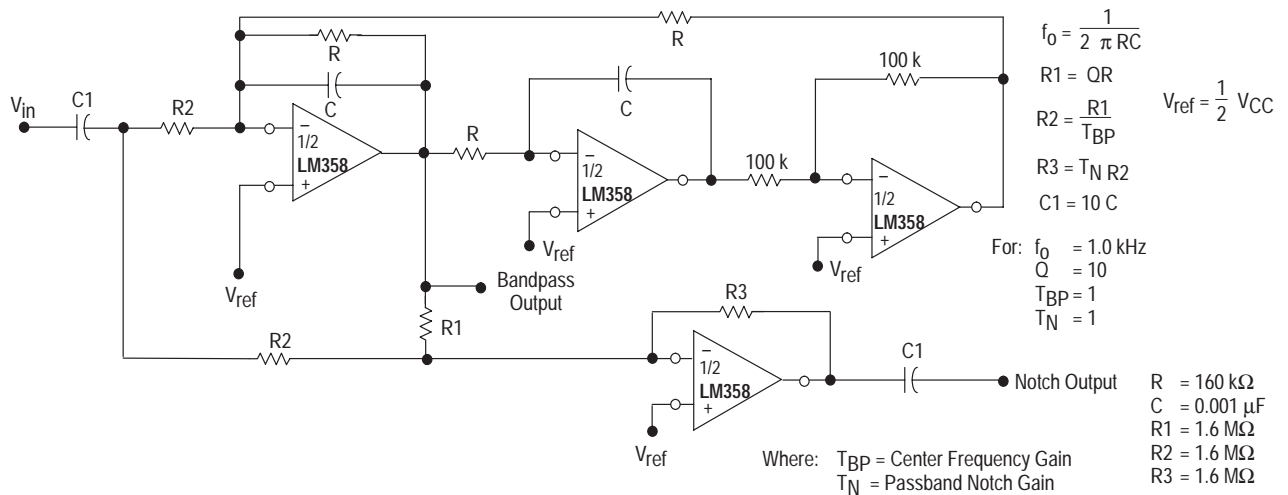 R
f0 = 1 / 2 π RC
R
100 k
R1 = QR
C1
R2
C
C
Vin
R2 = R1 / TBP
Vref = 1/2 VCC
–
1/2
LM358
+
R
–
1/2
LM358
+
100 k
–
1/2
LM358
+
R3 = TN R2
C1 = 10 C
Vref
Vref
Vref
For: f0 = 1.0 kHz
Q = 10
TBP = 1
TN = 1
Bandpass
Output
R1
R3
R2
–
1/2
LM358
+
C1
Notch Output
Vref
R = 160 kΩ
C = 0.001 μF
R1 = 1.6 MΩ
R2 = 1.6 MΩ
R3 = 1.6 MΩ
Where: TBP = Center Frequency Gain
TN = Passband Notch Gain